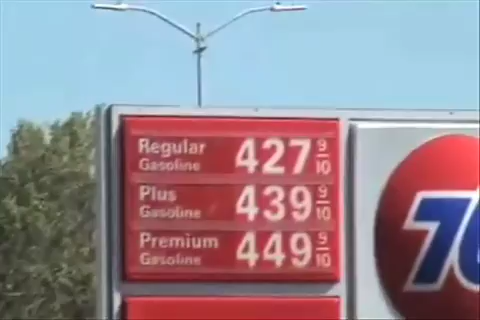 Regular
Gasoline 427 9/10
Plus
Gasoline 439 9/10
Premium
Gasoline 449 9/10
76